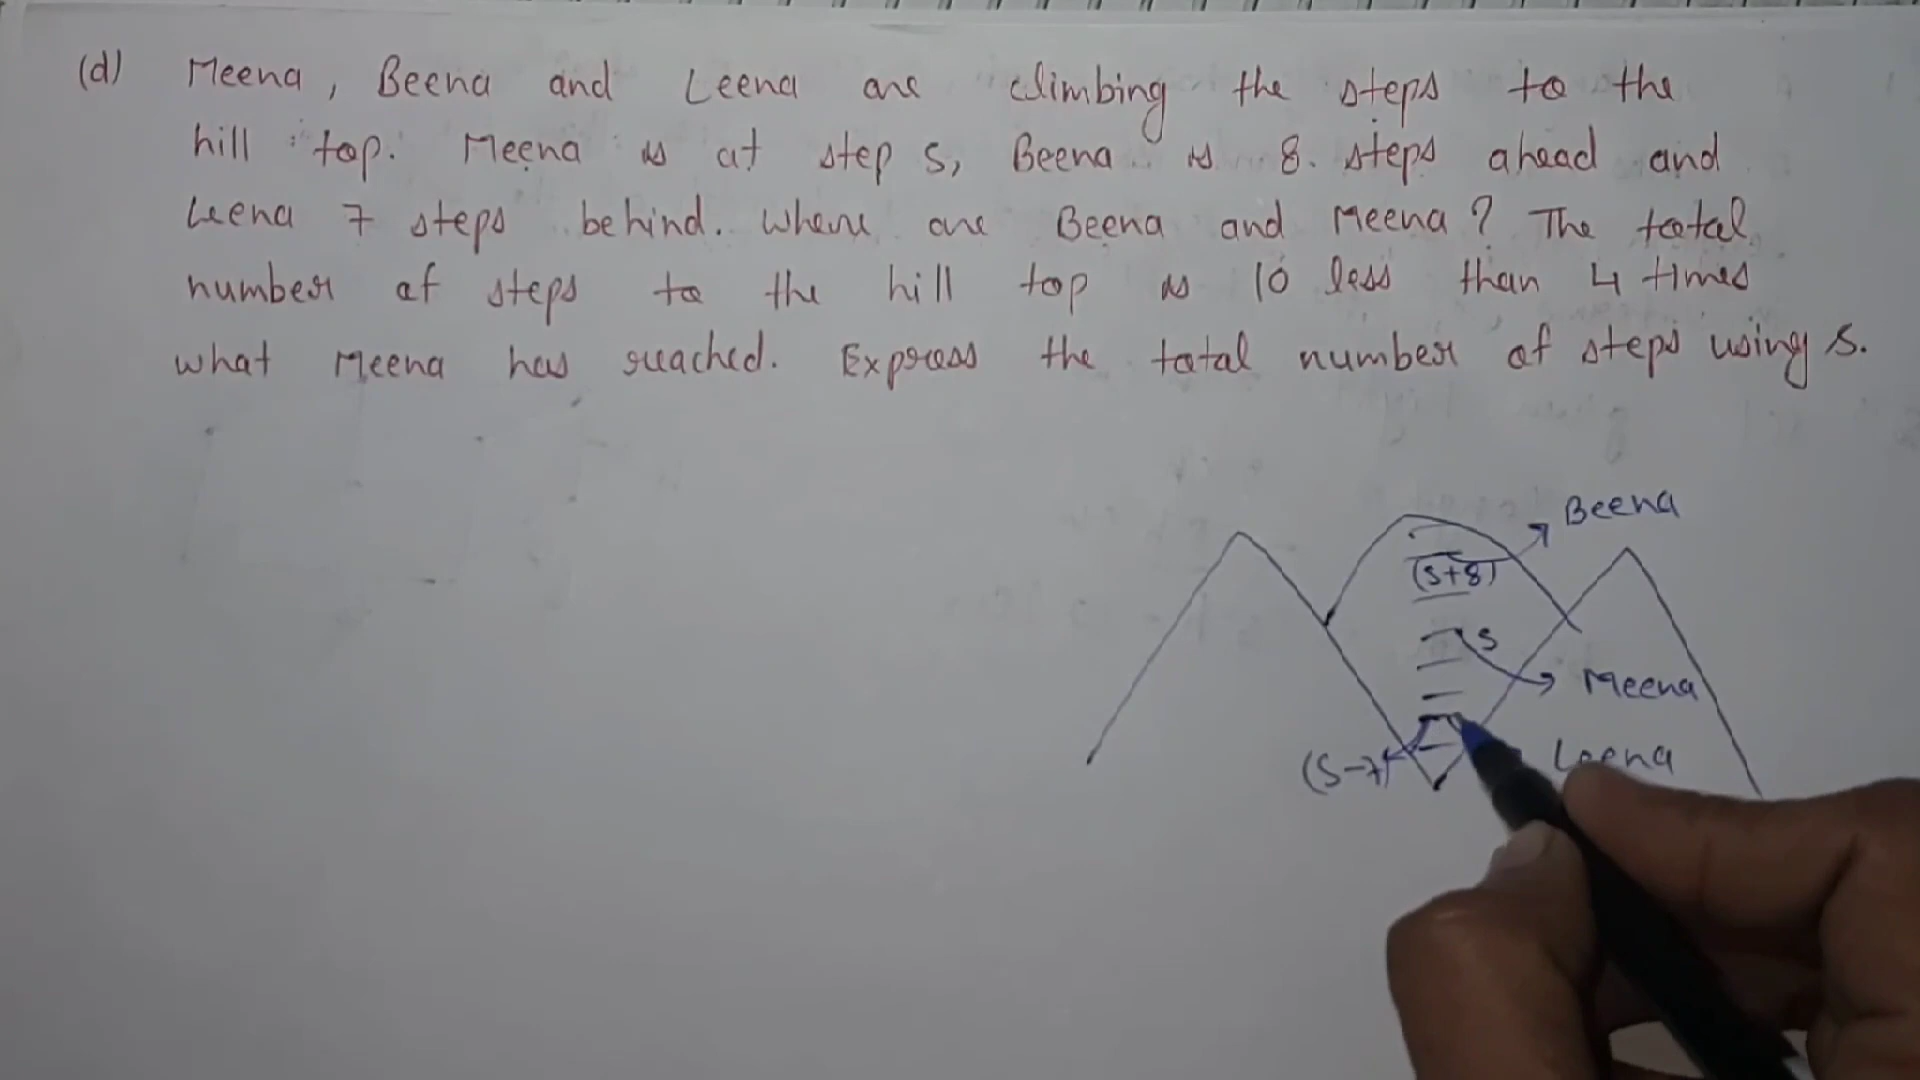 (d) Meena, Beena and Leena are climbing the steps to the
hill top. Meena is at step s, Beena is 8 steps ahead and
Leena 7 steps behind. Where are Beena and Meena? The total
number of steps to the hill top is 10 less than 4 times
what Meena has reached. Express the total number of steps using s.
Beena
(s+8)
s
Meena
(s-7)
Leena